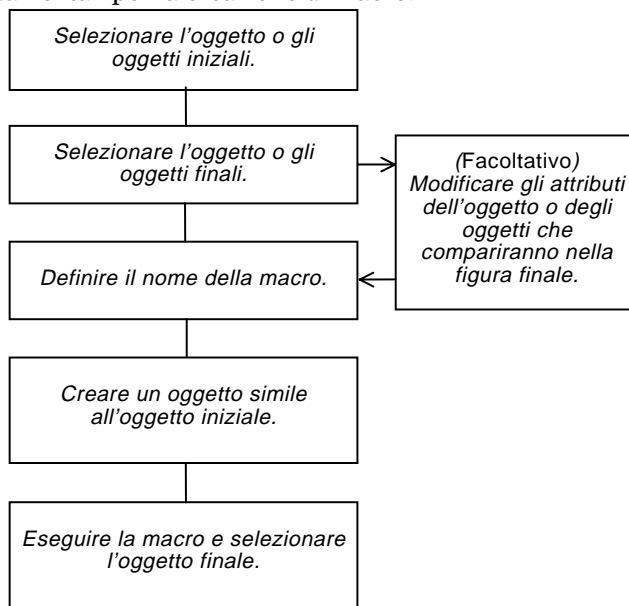 Selezionare l'oggetto o gli
oggetti iniziali.
Selezionare l'oggetto o gli
oggetti finali.
(Facoltativo)
Modificare gli attributi
dell'oggetto o degli
oggetti che
compariranno nella
figura finale.
Definire il nome della macro.
Creare un oggetto simile
all'oggetto iniziale.
Eseguire la macro e selezionare
l'oggetto finale.